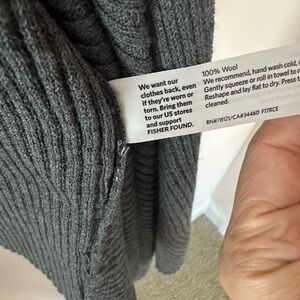 We want our
clothes back, even
if they're worn or
torn. Bring them
to our US stores
and support
FISHER FOUND.
100% Wool
We recommend, hand wash cold,
Gently squeeze or roll in towel to
Reshape and lay flat to dry. Press
cleaned.
RN#78121/CA#34460 F17RCE